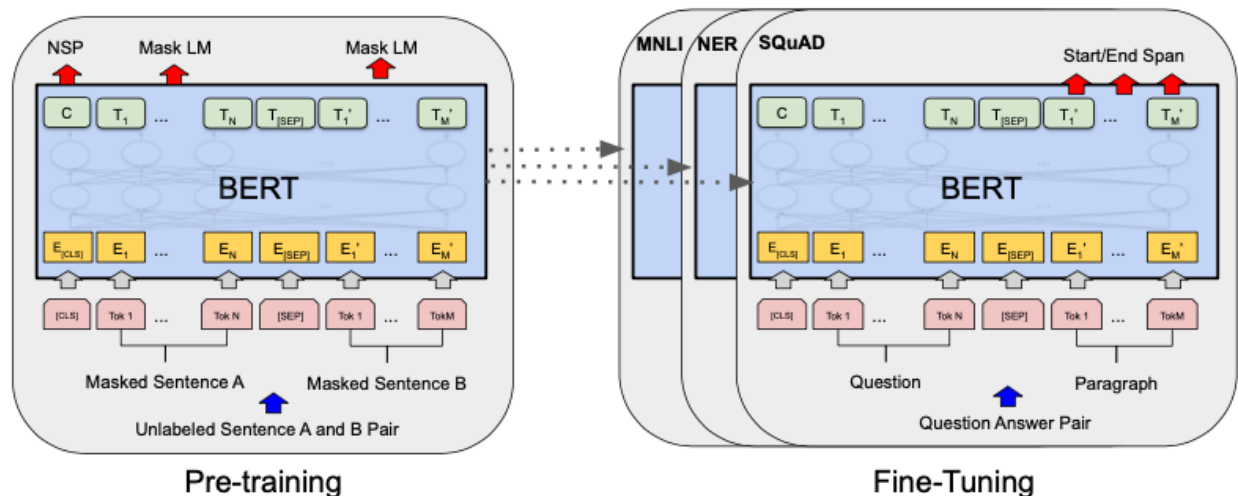 NSP Mask LM Mask LM
C T1 ... TN T[SEP] T1' ... TM'
...
BERT
...
E[CLS] E1 ... EN E[SEP] E1' ... EM'
[CLS] Tok 1 ... Tok N [SEP] Tok 1 ... TokM
Masked Sentence A Masked Sentence B
Unlabeled Sentence A and B Pair
Pre-training
MNLI NER SQuAD
Start/End Span
C T1 ... TN T[SEP] T1' ... TM'
...
BERT
...
E[CLS] E1 ... EN E[SEP] E1' ... EM'
[CLS] Tok 1 ... Tok N [SEP] Tok 1 ... TokM
Question Paragraph
Question Answer Pair
Fine-Tuning